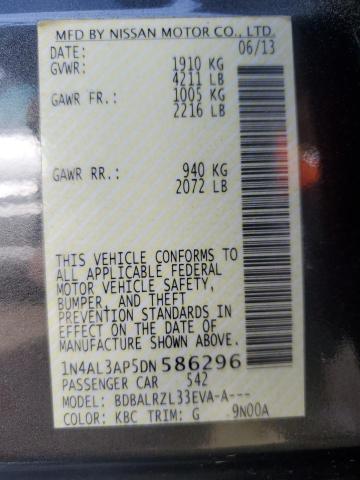 MFD BY NISSAN MOTOR CO., LTD.
DATE: 06/13
GVWR: 1910 KG
4211 LB
GAWR FR.: 1005 KG
2216 LB
GAWR RR.: 940 KG
2072 LB
THIS VEHICLE CONFORMS TO
ALL APPLICABLE FEDERAL
MOTOR VEHICLE SAFETY,
BUMPER, AND THEFT
PREVENTION STANDARDS IN
EFFECT ON THE DATE OF
MANUFACTURE SHOWN ABOVE.
1N4AL3AP5DN 586296
PASSENGER CAR 542
MODEL: BDBALRZL33EVA-A---
COLOR: KBC TRIM: G 9N00A